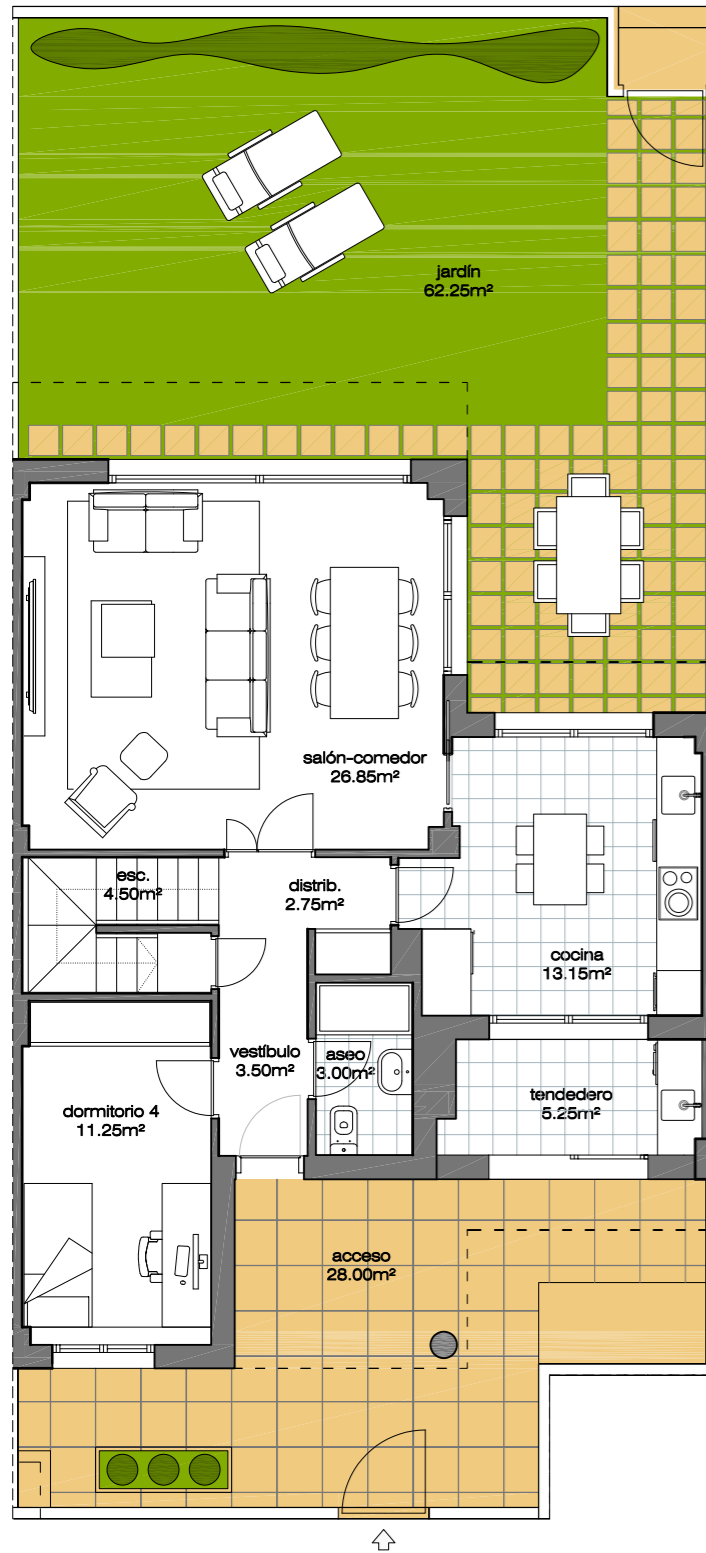 jardín
62.25m²
salón-comedor
26.85m²
esc.
4.50m²
distrib.
2.75m²
cocina
13.15m²
vestíbulo
3.50m²
aseo
3.00m²
dormitorio 4
11.25m²
tendedero
5.25m²
acceso
28.00m²